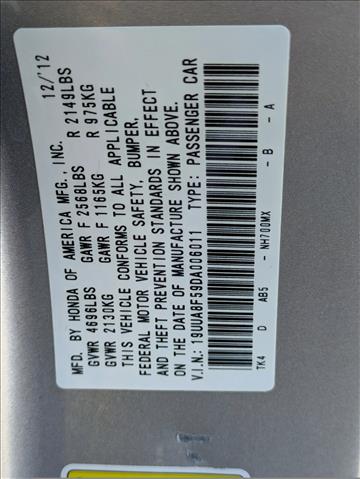 MFD. BY HONDA OF AMERICA MFG., INC. 12/'12
GVWR 4696LBS GAWR F 2568LBS R 2149LBS
GVWR 2130KG GAWR F 1165KG R 975KG
THIS VEHICLE CONFORMS TO ALL APPLICABLE
FEDERAL MOTOR VEHICLE SAFETY, BUMPER,
AND THEFT PREVENTION STANDARDS IN EFFECT
ON THE DATE OF MANUFACTURE SHOWN ABOVE.
V.I.N.: 19UUA8F59DA006011 TYPE: PASSENGER CAR
TK4 D AB5 - NH700MX - B - A